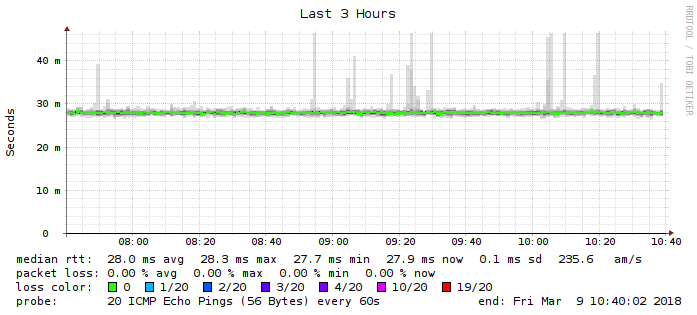 Last 3 Hours
RRDTOOL / TOBI OETIKER
Seconds
40 m
30 m
20 m
10 m
0
08:00 08:20 08:40 09:00 09:20 09:40 10:00 10:20 10:40
median rtt: 28.0 ms avg 28.3 ms max 27.7 ms min 27.9 ms now 0.1 ms sd 235.6 am/s
packet loss: 0.00 % avg 0.00 % max 0.00 % min 0.00 % now
loss color: 0 1/20 2/20 3/20 4/20 10/20 19/20
probe: 20 ICMP Echo Pings (56 Bytes) every 60s end: Fri Mar 9 10:40:02 2018